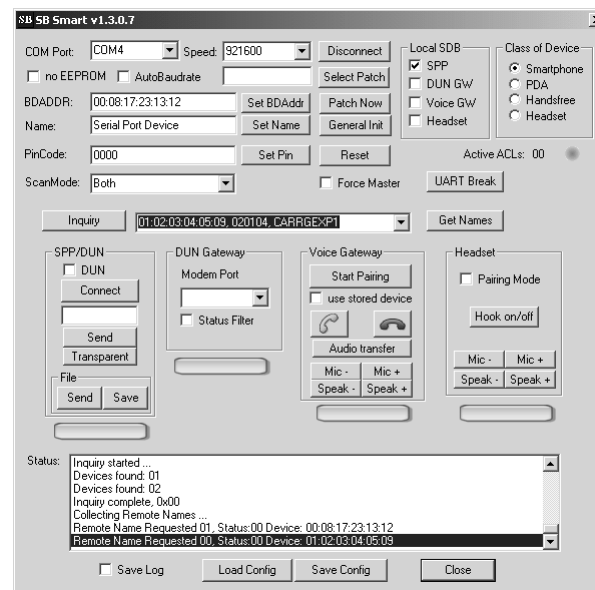 SB SB Smart v1.3.0.7
COM Port: COM4 Speed: 921600 Disconnect
Local SDB
SPP
DUN GW
Voice GW
Headset
Class of Device
Smartphone
PDA
Handsfree
Headset
no EEPROM AutoBaudrate Select Patch
BDADDR: 00:08:17:23:13:12 Set BDAddr Patch Now
Name: Serial Port Device Set Name General Init
PinCode: 0000 Set Pin Reset Active ACLs: 00
ScanMode: Both Force Master UART Break
Inquiry 01:02:03:04:05:09, 020104, CARRGEXP1 Get Names
SPP/DUN
DUN
Connect
Send
Transparent
File
Send Save
DUN Gateway
Modem Port
Status Filter
Voice Gateway
Start Pairing
use stored device
Audio transfer
Mic - Mic +
Speak - Speak +
Headset
Pairing Mode
Hook on/off
Mic - Mic +
Speak - Speak +
Status:
Inquiry started ...
Devices found: 01
Devices found: 02
Inquiry complete, 0x00
Collecting Remote Names ...
Remote Name Requested 01, Status:00 Device: 00:08:17:23:13:12
Remote Name Requested 00, Status:00 Device: 01:02:03:04:05:09
Save Log Load Config Save Config Close